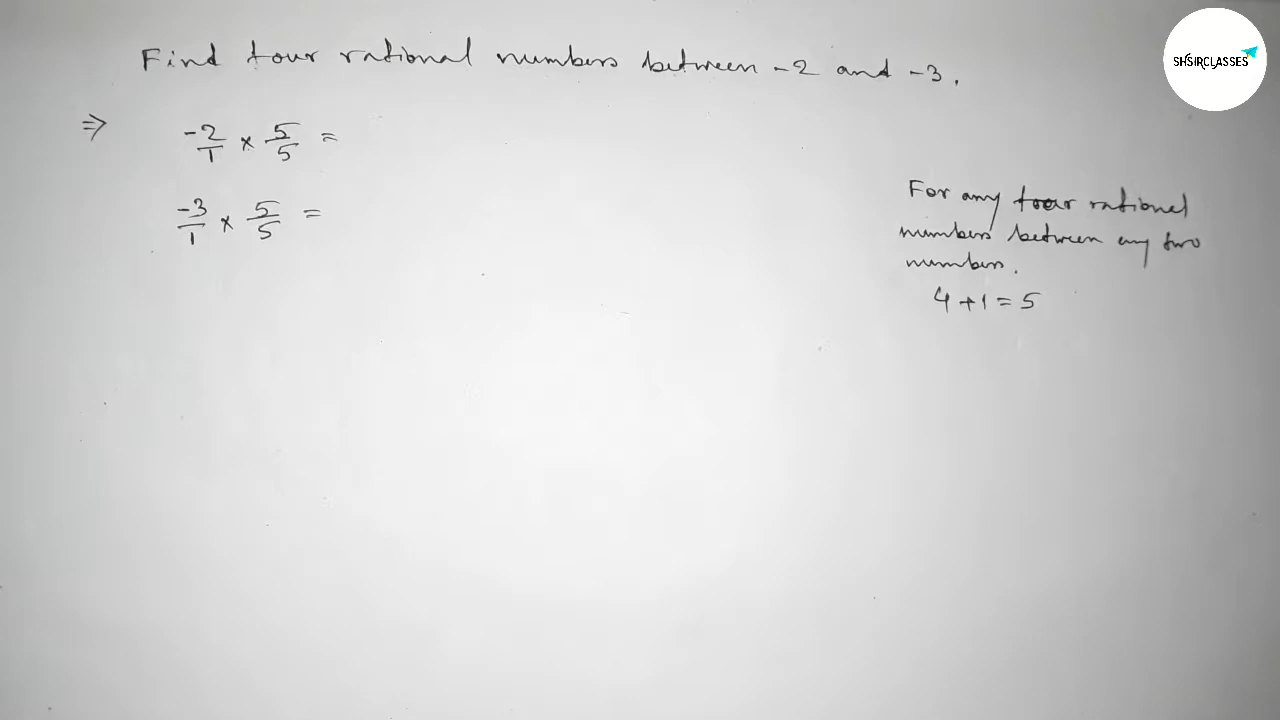 Find four rational numbers between -2 and -3.
SHSIRCLASSES
⇒ -2/1 × 5/5 =
-3/1 × 5/5 =
For any four rational
numbers between any two
numbers.
4 + 1 = 5